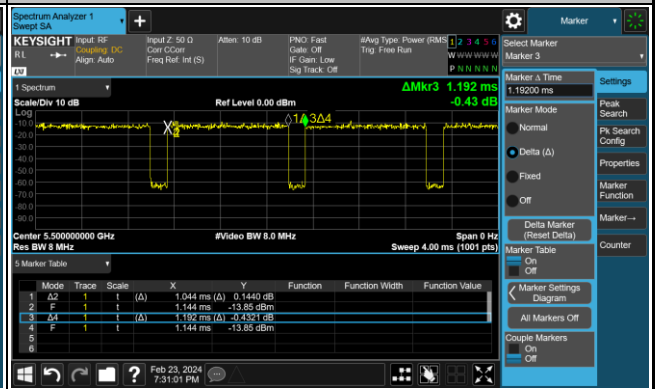 Spectrum Analyzer 1
Swept SA
Marker
KEYSIGHT Input: RF Input Z: 50 Ω Atten: 10 dB PNO: Fast #Avg Type: Power (RMS 1 2 3 4 5 6
RL Coupling: DC Corr CCorr Gate: Off Trig: Free Run W W W W W W
Align: Auto Freq Ref: Int (S) IF Gain: Low
Sig Track: Off P N N N N N
LXI
Select Marker
Marker 3
1 Spectrum
ΔMkr3 1.192 ms
Scale/Div 10 dB Ref Level 0.00 dBm -0.43 dB
Log
-10.0
-20.0
-30.0
-40.0
-50.0
-60.0
-70.0
-80.0
-90.0
1Δ 3Δ4
Center 5.500000000 GHz #Video BW 8.0 MHz Span 0 Hz
Res BW 8 MHz Sweep 4.00 ms (1001 pts)
5 Marker Table
Mode Trace Scale X Y Function Function Width Function Value
1 Δ2 1 t (Δ) 1.044 ms (Δ) 0.1440 dB
2 F 1 t 1.144 ms -13.85 dBm
3 Δ4 1 t (Δ) 1.192 ms (Δ) -0.4321 dB
4 F 1 t 1.144 ms -13.85 dBm
5
6
Marker Δ Time
1.19200 ms
Marker Mode
Normal
Delta (Δ)
Fixed
Off
Delta Marker
(Reset Delta)
Marker Table
On
Off
Marker Settings
Diagram
All Markers Off
Couple Markers
On
Off
Settings
Peak
Search
Pk Search
Config
Properties
Marker
Function
Marker→
Counter
Feb 23, 2024
7:31:01 PM